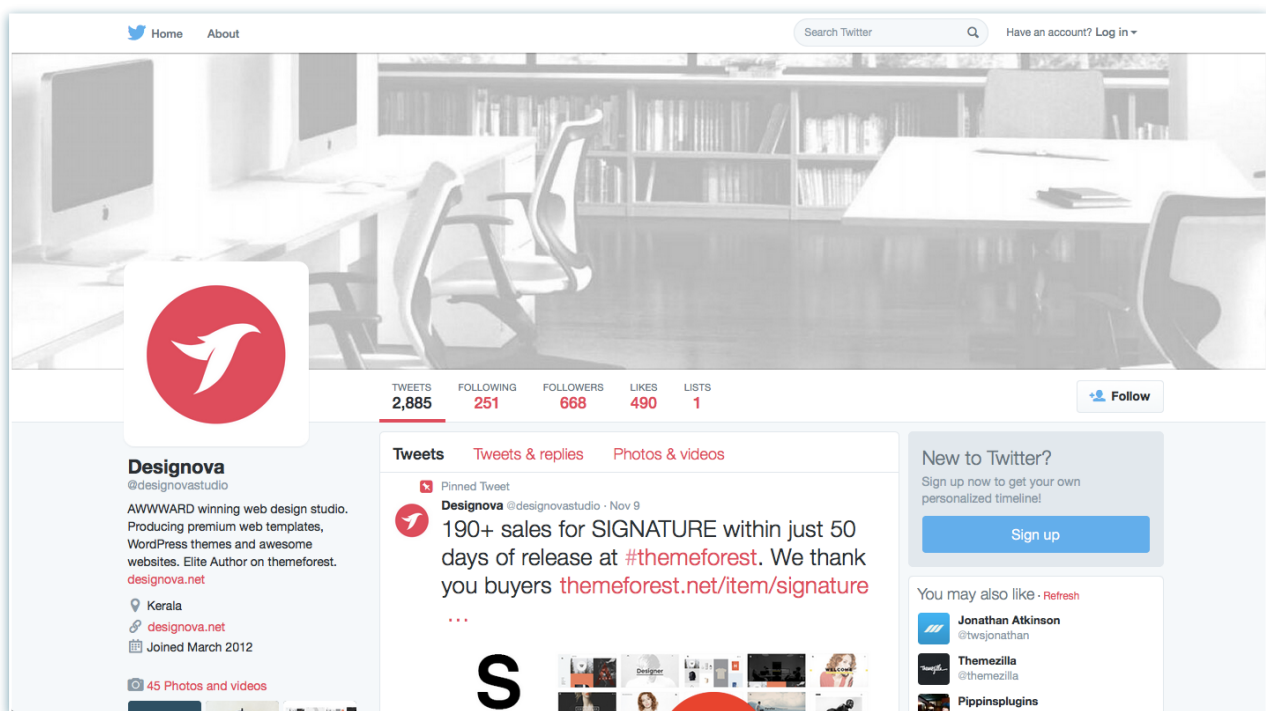 Home About
Search Twitter
Have an account? Log in
TWEETS FOLLOWING FOLLOWERS LIKES LISTS
2,885 251 668 490 1
Follow
Designova
@designovastudio
AWWWARD winning web design studio.
Producing premium web templates,
WordPress themes and awesome
websites. Elite Author on themeforest.
designova.net
Kerala
designova.net
Joined March 2012
45 Photos and videos
Tweets Tweets & replies Photos & videos
Pinned Tweet
Designova @designovastudio · Nov 9
190+ sales for SIGNATURE within just 50
days of release at #themeforest. We thank
you buyers themeforest.net/item/signature
...
S
Designer
WELCOME
New to Twitter?
Sign up now to get your own
personalized timeline!
Sign up
You may also like · Refresh
Jonathan Atkinson
@twsjonathan
Themezilla
@themezilla
Pippinsplugins